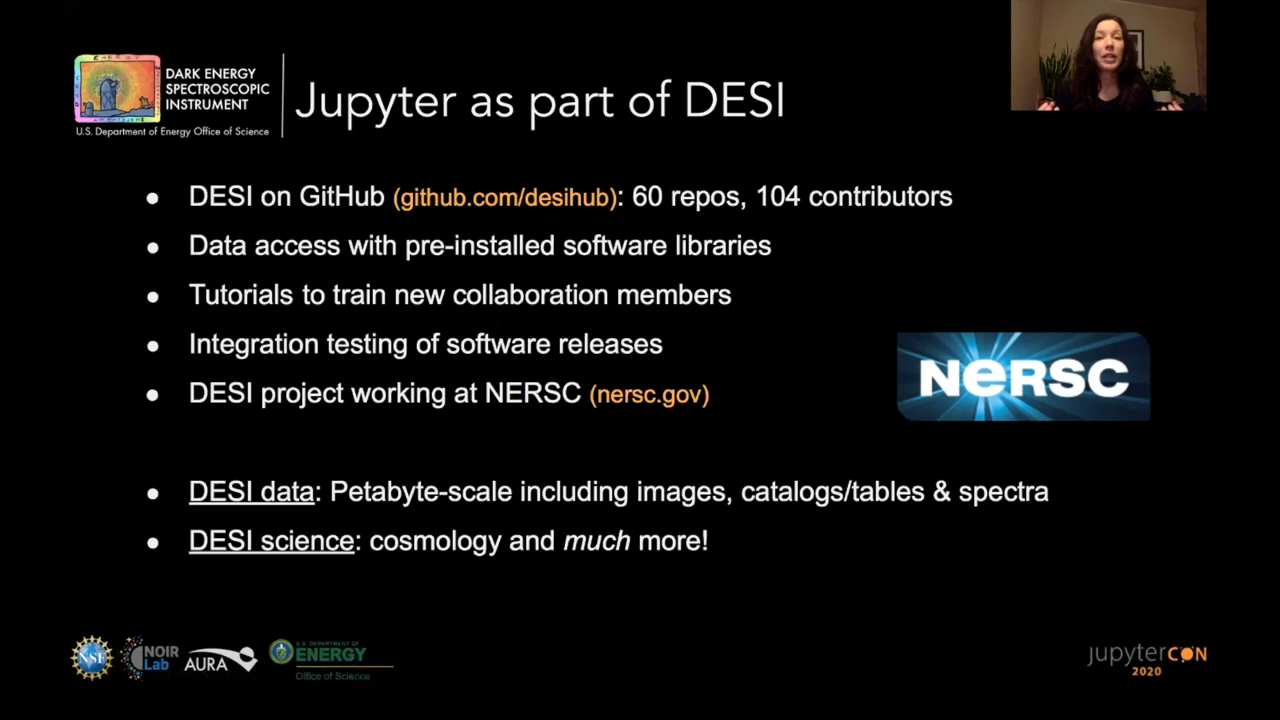 DARK ENERGY
SPECTROSCOPIC
INSTRUMENT
U.S. Department of Energy Office of Science
Jupyter as part of DESI
DESI on GitHub (github.com/desihub): 60 repos, 104 contributors
Data access with pre-installed software libraries
Tutorials to train new collaboration members
Integration testing of software releases
DESI project working at NERSC (nersc.gov)
NeRSC
DESI data: Petabyte-scale including images, catalogs/tables & spectra
DESI science: cosmology and much more!
NSF
NOIR
Lab
AURA
U.S. DEPARTMENT OF
ENERGY
Office of Science
jupytercon
2020